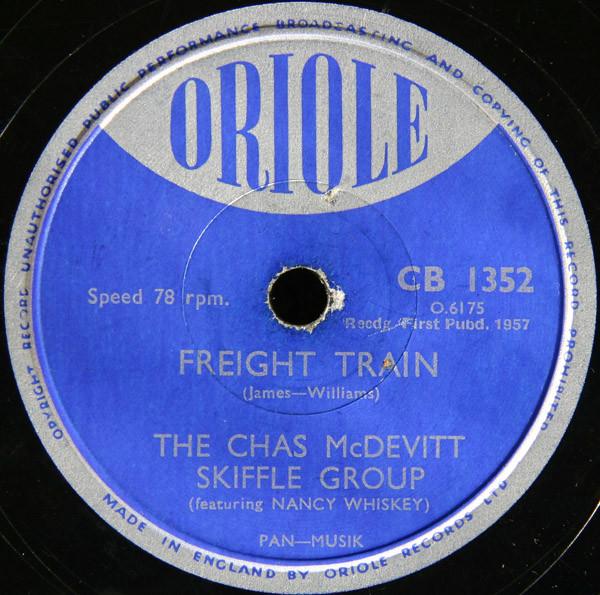 COPYRIGHT RECORD UNAUTHORISED PUBLIC PERFORMANCE BROADCASTING AND COPYING OF THIS RECORD PROHIBITED
ORIOLE
CB 1352
Speed 78 rpm.
O.6175
Recdg. First Pubd. 1957
FREIGHT TRAIN
(James—Williams)
THE CHAS McDEVITT
SKIFFLE GROUP
(featuring NANCY WHISKEY)
PAN—MUSIK
MADE IN ENGLAND BY ORIOLE RECORDS LTD